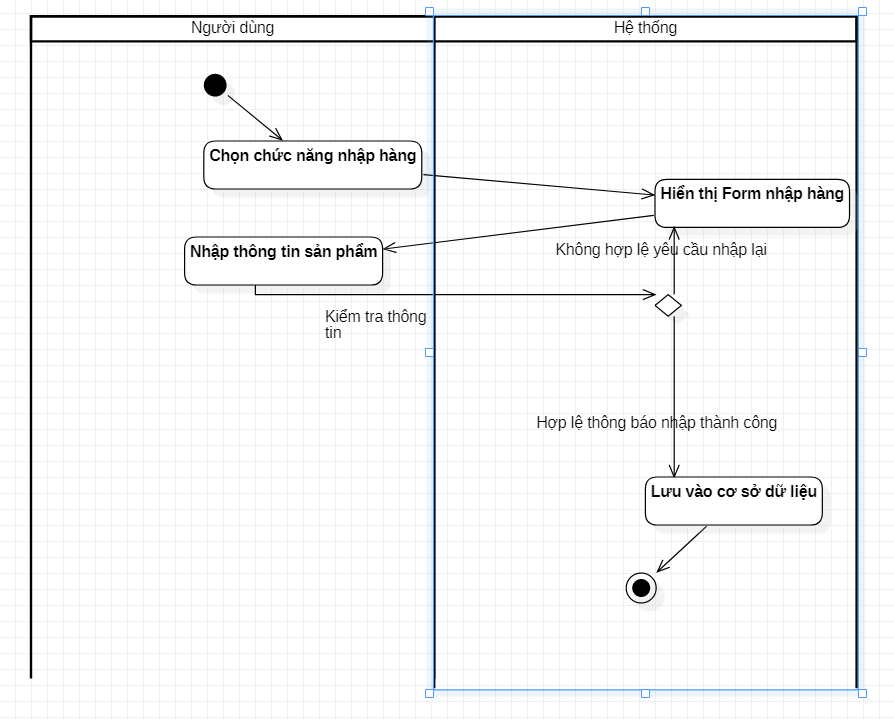 Người dùng
Hệ thống
Chọn chức năng nhập hàng
Hiển thị Form nhập hàng
Nhập thông tin sản phẩm
Không hợp lệ yêu cầu nhập lại
Kiểm tra thông
tin
Hợp lệ thông báo nhập thành công
Lưu vào cơ sở dữ liệu